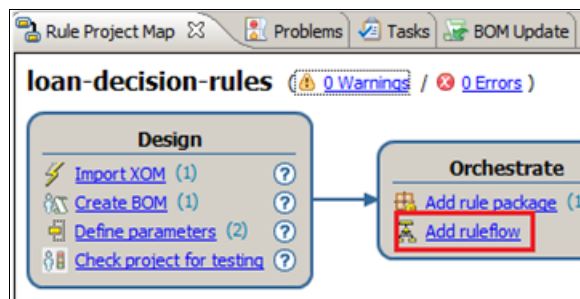 Rule Project Map Problems Tasks BOM Update
loan-decision-rules ( 0 Warnings / 0 Errors )
Design
Import XOM (1) ?
Create BOM (1) ?
Define parameters (2) ?
Check project for testing ?
Orchestrate
Add rule package (1
Add ruleflow